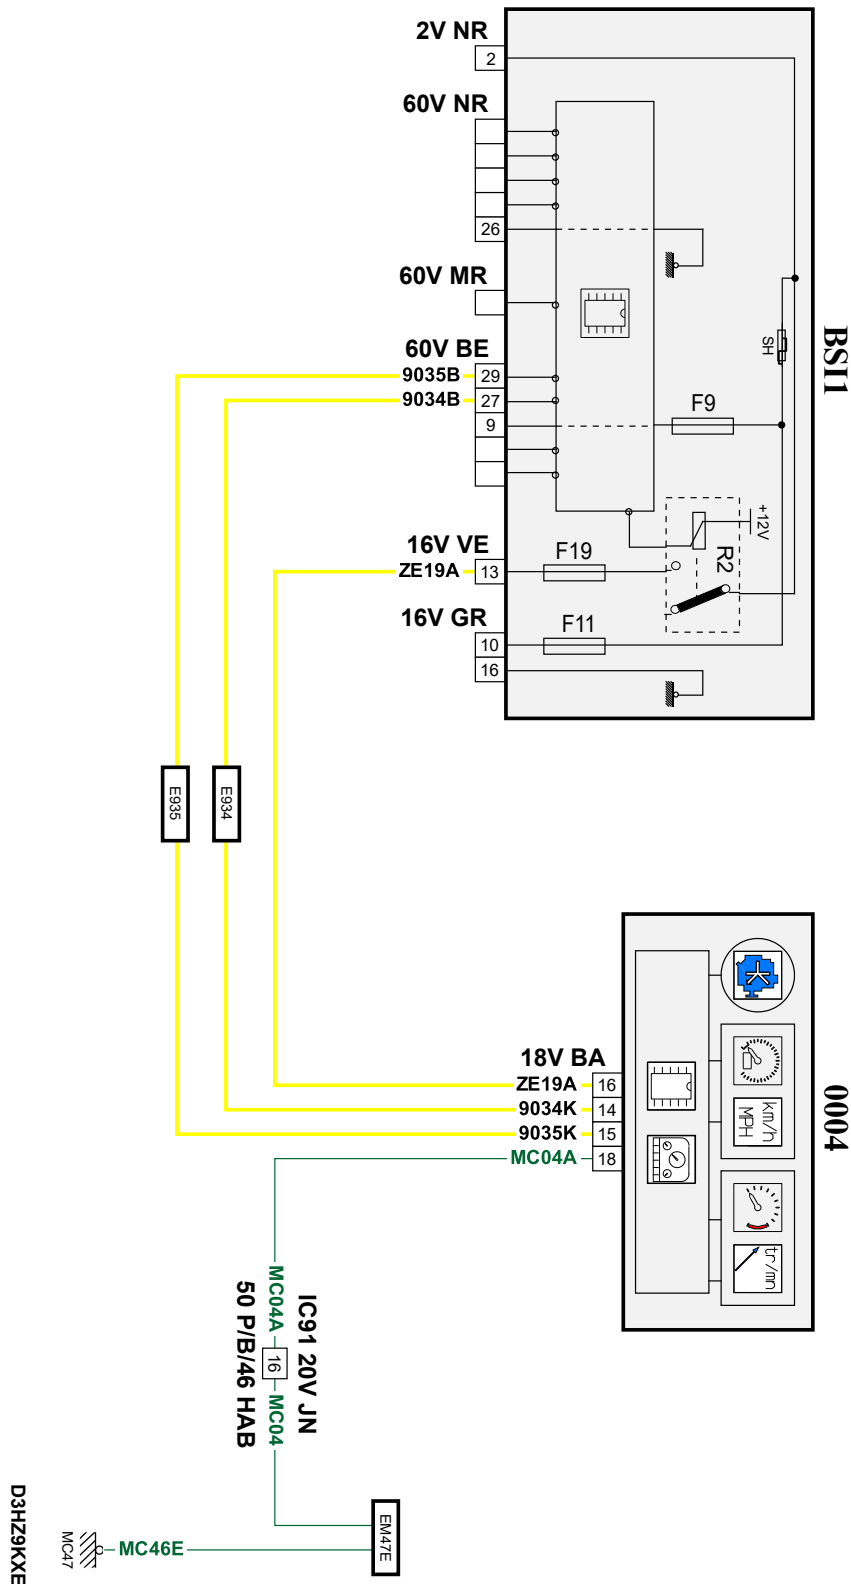 2V NR
2
60V NR
26
60V MR
60V BE
9035B
29
9034B
27
9
16V VE
ZE19A
13
16V GR
10
16
SH
F9
+12V
R2
F19
F11
BSI1
E935
E934
0004
18V BA
ZE19A
16
9034K
14
9035K
15
MC04A
18
km/h
MPH
tr/mn
MC04A
16
MC04
IC91 20V JN
50 P/B/46 HAB
EM47E
MC46E
MC47
D3HZ9KXE